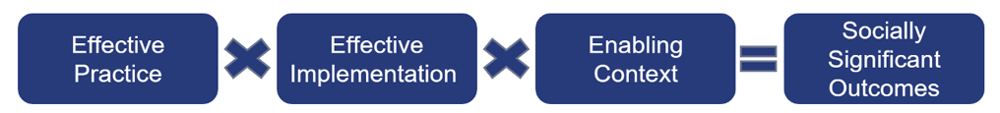 Effective
Practice
Effective
Implementation
Enabling
Context
Socially
Significant
Outcomes